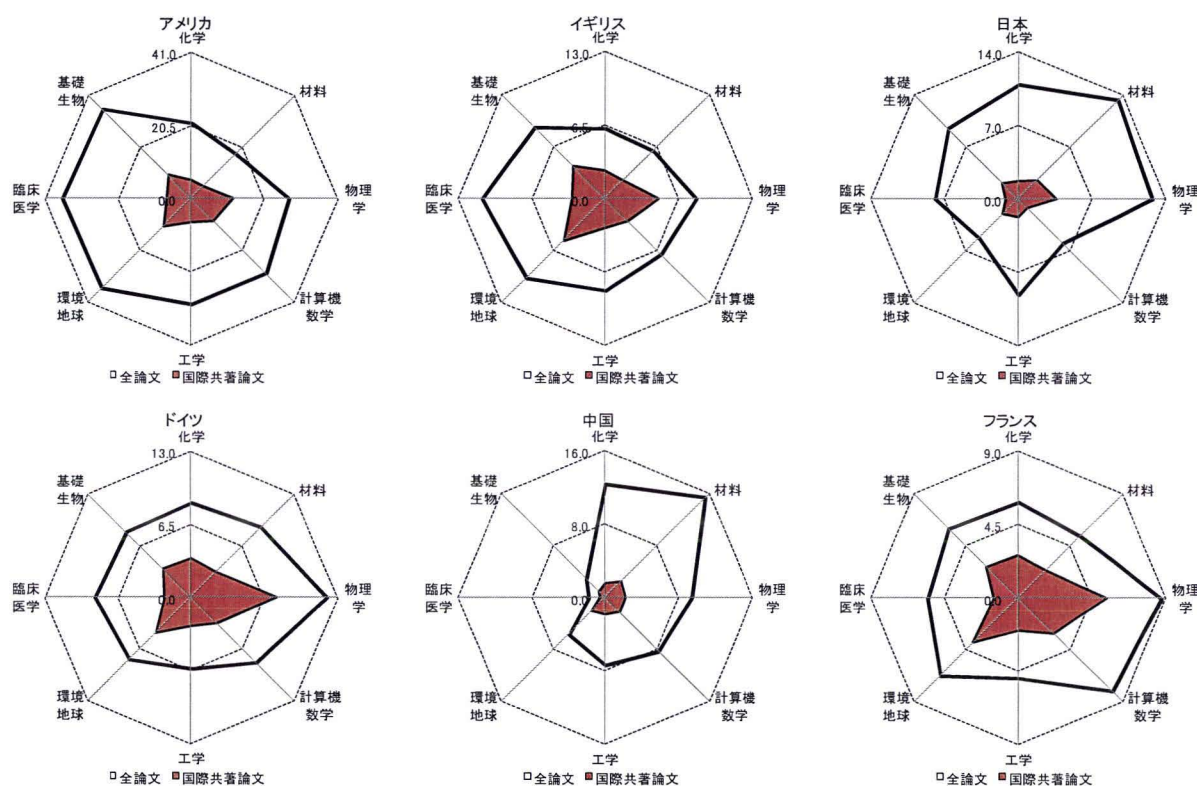 アメリカ
化学
41.0
基礎
生物
材料
20.5
臨床
医学
0.0
物理
学
環境
地球
計算機
数学
工学
全論文 国際共著論文
イギリス
化学
13.0
基礎
生物
材料
6.5
臨床
医学
0.0
物理
学
環境
地球
計算機
数学
工学
全論文 国際共著論文
日本
化学
14.0
基礎
生物
材料
7.0
臨床
医学
0.0
物理
学
環境
地球
計算機
数学
工学
全論文 国際共著論文
ドイツ
化学
13.0
基礎
生物
材料
6.5
臨床
医学
0.0
物理
学
環境
地球
計算機
数学
工学
全論文 国際共著論文
中国
化学
16.0
基礎
生物
材料
8.0
臨床
医学
0.0
物理
学
環境
地球
計算機
数学
工学
全論文 国際共著論文
フランス
化学
9.0
基礎
生物
材料
4.5
臨床
医学
0.0
物理
学
環境
地球
計算機
数学
工学
全論文 国際共著論文